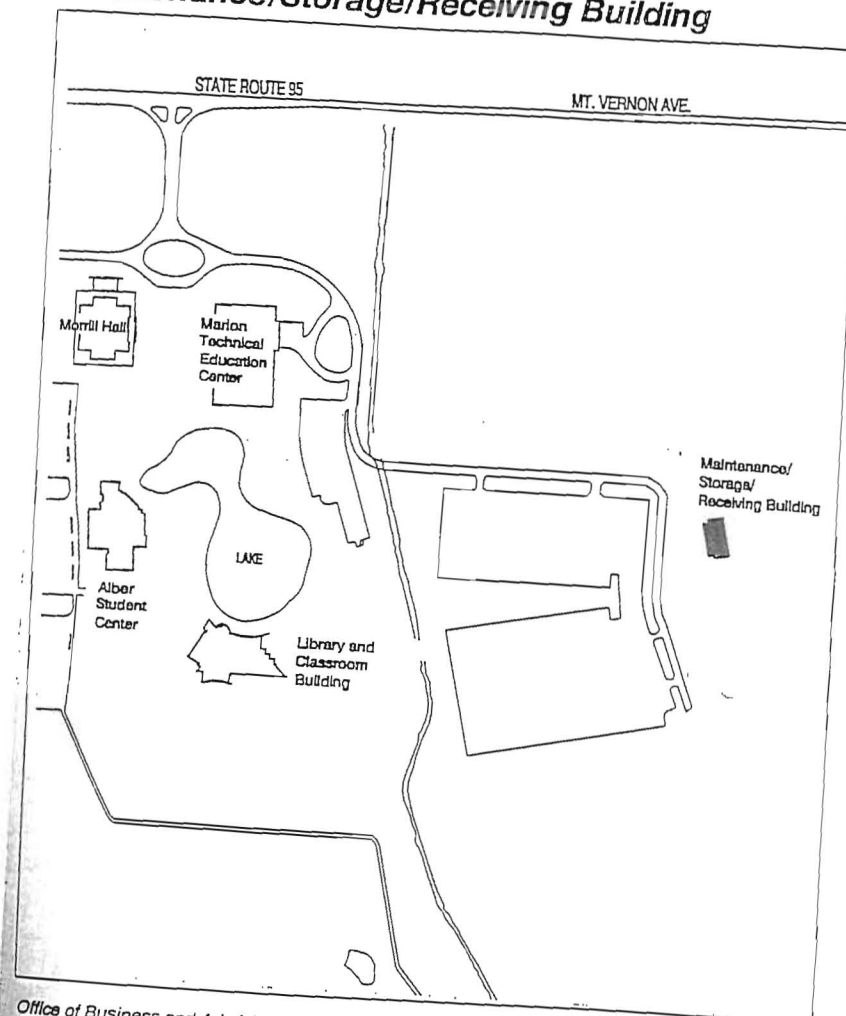 Storage/Receiving Building
STATE ROUTE 95
MT. VERNON AVE.
Morrill Hall
Marion
Technical
Education
Center
Maintenance/
Storage/
Receiving Building
LAKE
Alber
Student
Center
Library and
Classroom
Building
Office of Business and